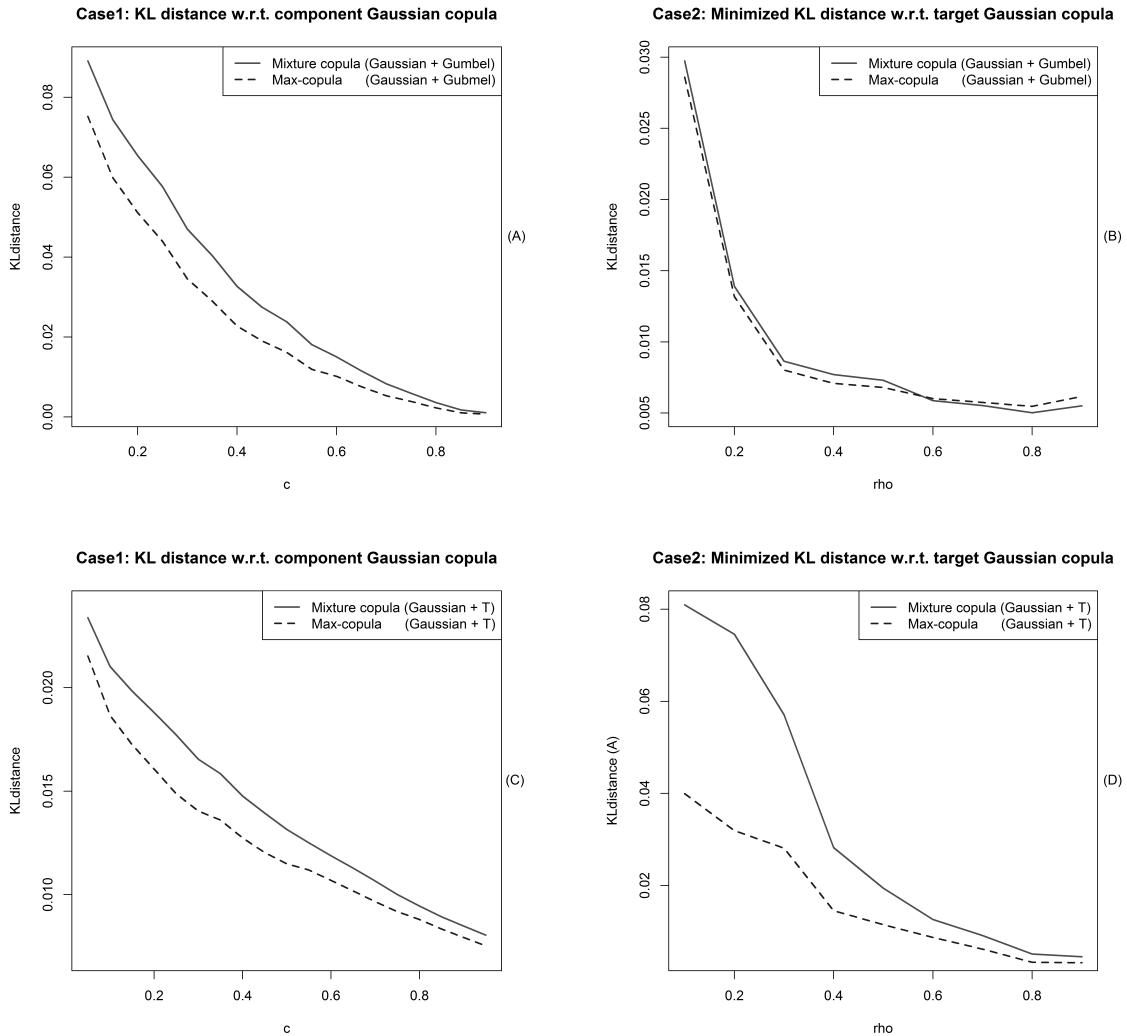 Case1: KL distance w.r.t. component Gaussian copula
Mixture copula (Gaussian + Gumbel)
Max-copula (Gaussian + Gubmel)
KLdistance
0.00
0.02
0.04
0.06
0.08
0.2
0.4
0.6
0.8
c
(A)
Case2: Minimized KL distance w.r.t. target Gaussian copula
Mixture copula (Gaussian + Gumbel)
Max-copula (Gaussian + Gubmel)
KLdistance
0.005
0.010
0.015
0.020
0.025
0.030
0.2
0.4
0.6
0.8
rho
(B)
Case1: KL distance w.r.t. component Gaussian copula
Mixture copula (Gaussian + T)
Max-copula (Gaussian + T)
KLdistance
0.010
0.015
0.020
0.2
0.4
0.6
0.8
c
(C)
Case2: Minimized KL distance w.r.t. target Gaussian copula
Mixture copula (Gaussian + T)
Max-copula (Gaussian + T)
KLdistance (A)
0.02
0.04
0.06
0.08
0.2
0.4
0.6
0.8
rho
(D)